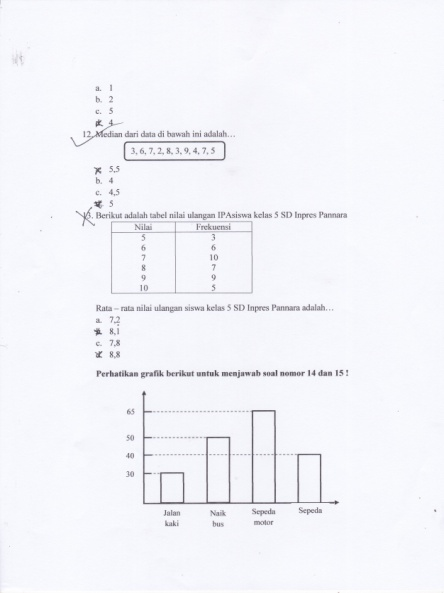 a. 1
b. 2
c. 5
d. 4
12. Median dari data di bawah ini adalah…
3, 6, 7, 2, 8, 3, 9, 4, 7, 5
a. 5,5
b. 4
c. 4,5
d. 5
13. Berikut adalah tabel nilai ulangan IPAsiswa kelas 5 SD Inpres Pannara
Nilai Frekuensi
5 3
6 6
7 10
8 7
9 9
10 5
Rata – rata nilai ulangan siswa kelas 5 SD Inpres Pannara adalah…
a. 7,2
b. 8,1
c. 7,8
d. 8,8
Perhatikan grafik berikut untuk menjawab soal nomor 14 dan 15 !
65
50
40
30
Jalan kaki
Naik bus
Sepeda motor
Sepeda